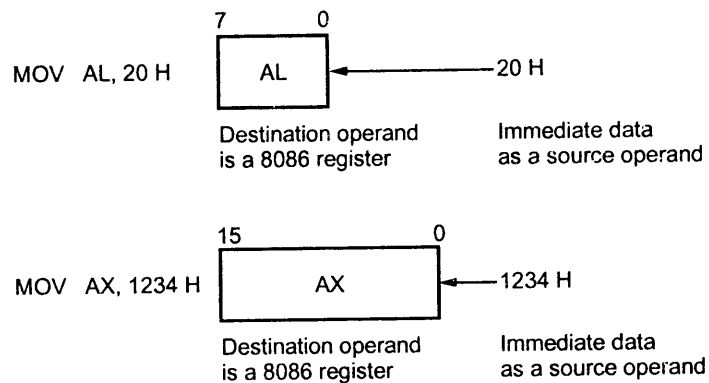 7 0
MOV AL, 20 H AL 20 H
Destination operand
is a 8086 register
Immediate data
as a source operand
15 0
MOV AX, 1234 H AX 1234 H
Destination operand
is a 8086 register
Immediate data
as a source operand